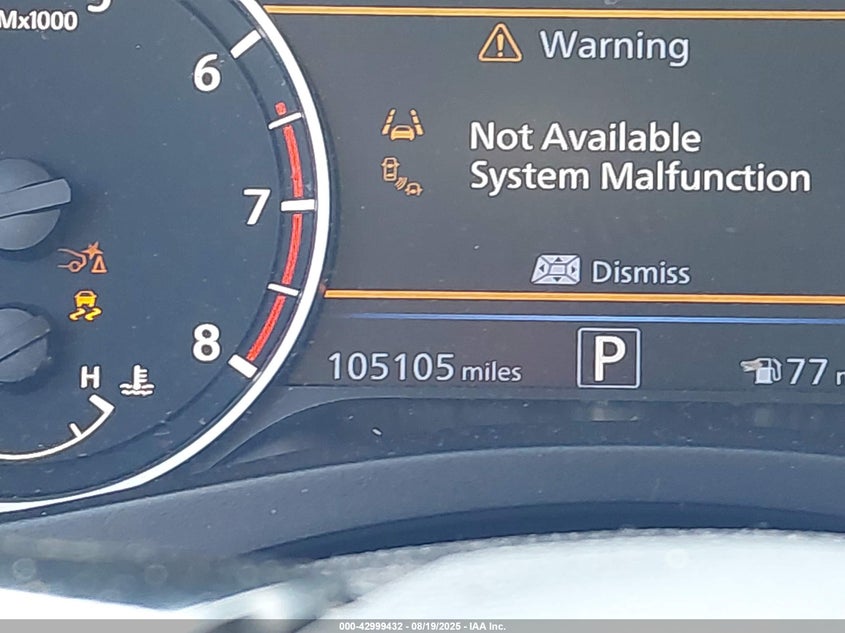 Mx1000
6
7
8
H
Warning
Not Available
System Malfunction
Dismiss
105105 miles
P
77
000-42999432 - 08/19/2025 - IAA Inc.